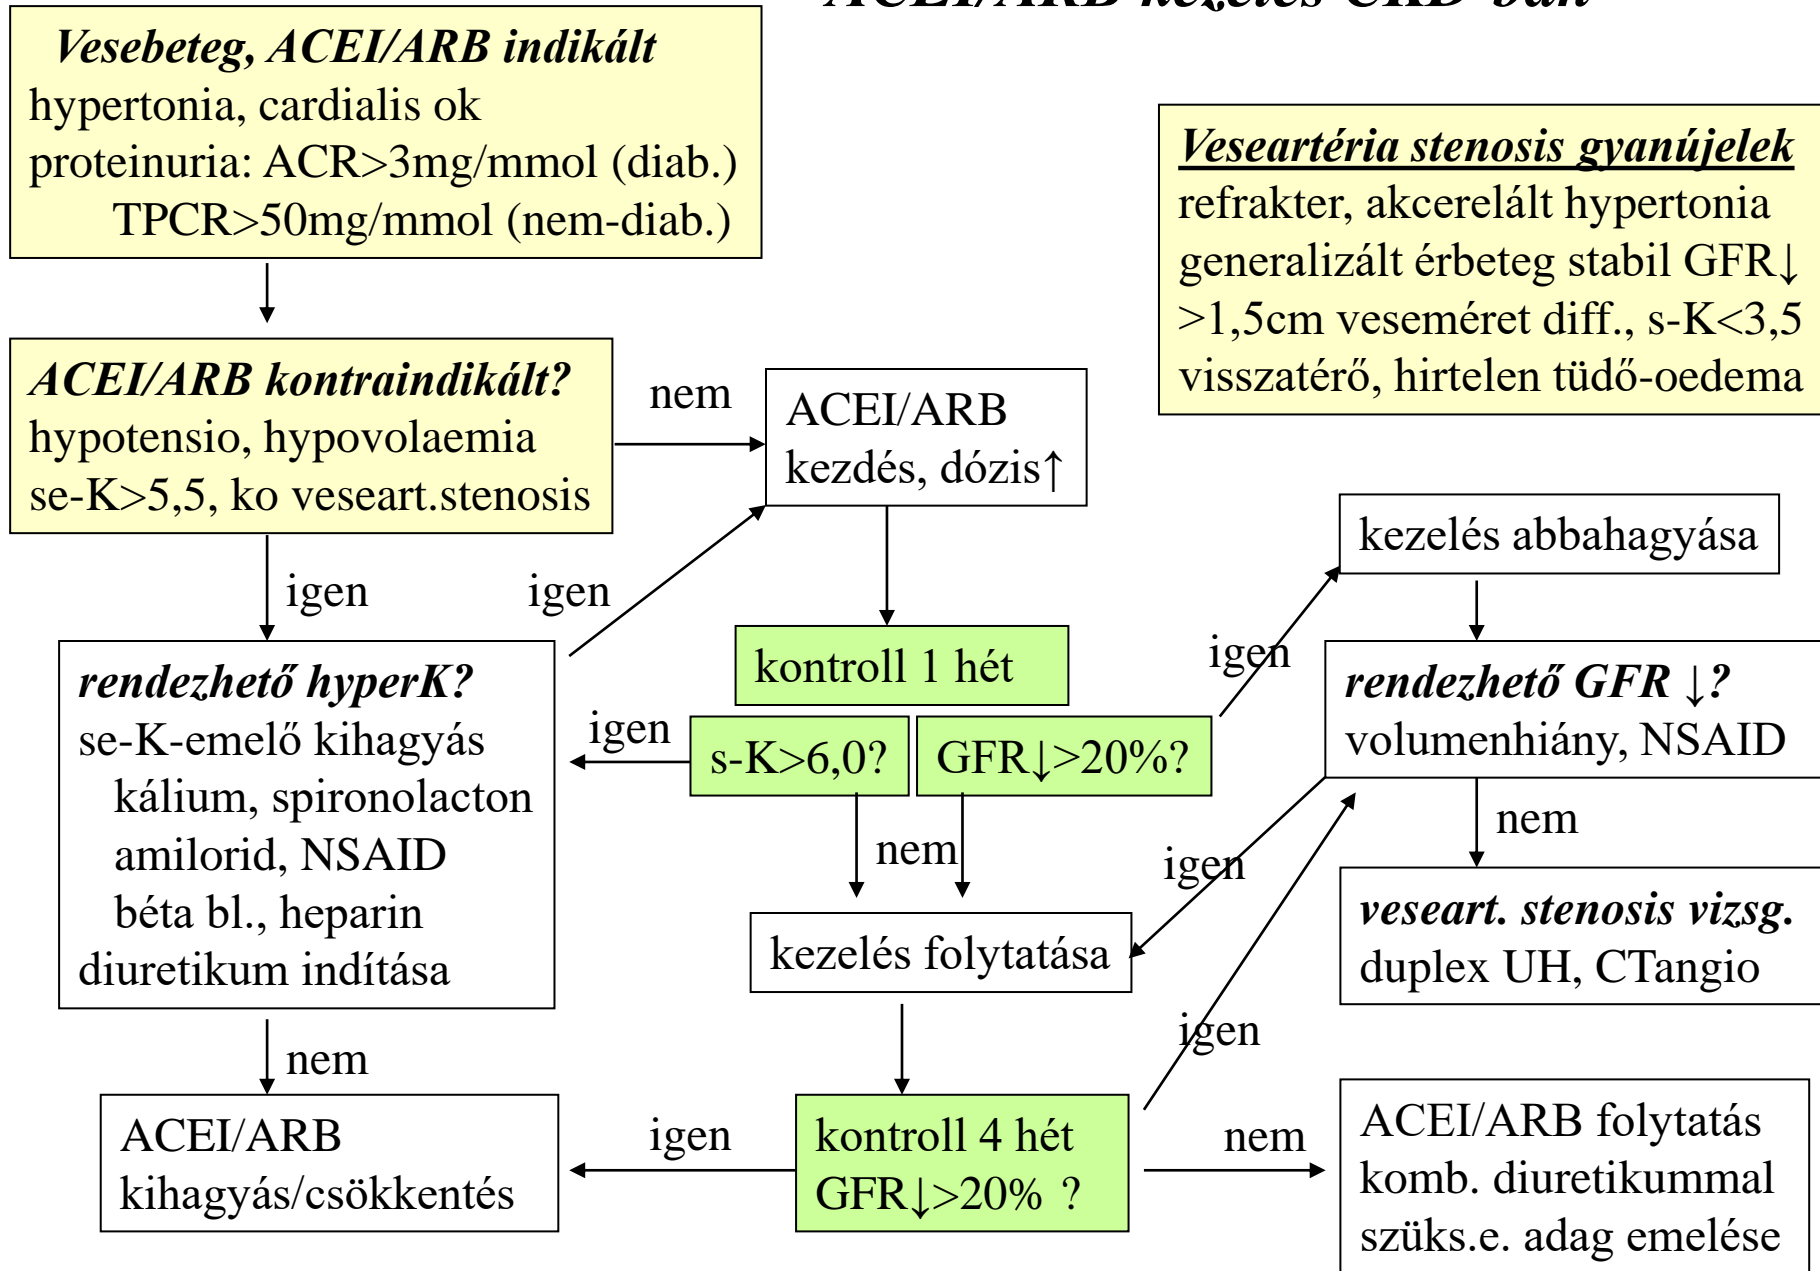 ACEI/ARB kezelés CKD-ban
Vesebeteg, ACEI/ARB indikált
hypertonia, cardialis ok
proteinuria: ACR>3mg/mmol (diab.)
TPCR>50mg/mmol (nem-diab.)
Veseartéria stenosis gyanújelek
refrakter, akcerelált hypertonia
generalizált érbeteg stabil GFR↓
>1,5cm veseméret diff., s-K<3,5
visszatérő, hirtelen tüdő-oedema
ACEI/ARB kontraindikált?
hypotensio, hypovolaemia
se-K>5,5, ko veseart.stenosis
nem
ACEI/ARB
kezdés, dózis↑
igen
igen
kezelés abbahagyása
rendezhető hyperK?
se-K-emelő kihagyás
kálium, spironolacton
amilorid, NSAID
béta bl., heparin
diuretikum indítása
kontroll 1 hét
igen
s-K>6,0?
GFR↓>20%?
igen
rendezhető GFR ↓?
volumenhiány, NSAID
nem
igen
nem
veseart. stenosis vizsg.
duplex UH, CTangio
kezelés folytatása
igen
nem
ACEI/ARB
kihagyás/csökkentés
igen
kontroll 4 hét
GFR↓>20% ?
nem
ACEI/ARB folytatás
komb. diuretikummal
szüks.e. adag emelése